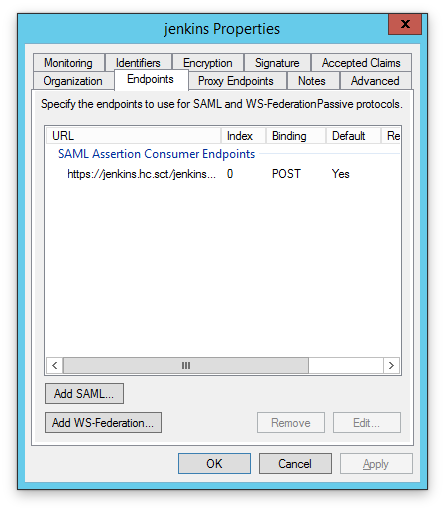 jenkins Properties
x
Monitoring Identifiers Encryption Signature Accepted Claims
Organization Endpoints Proxy Endpoints Notes Advanced
Specify the endpoints to use for SAML and WS-FederationPassive protocols.
URL Index Binding Default Re
SAML Assertion Consumer Endpoints
https://jenkins.hc.sct/jenkins... 0 POST Yes
Add SAML...
Add WS-Federation... Remove Edit...
OK Cancel Apply